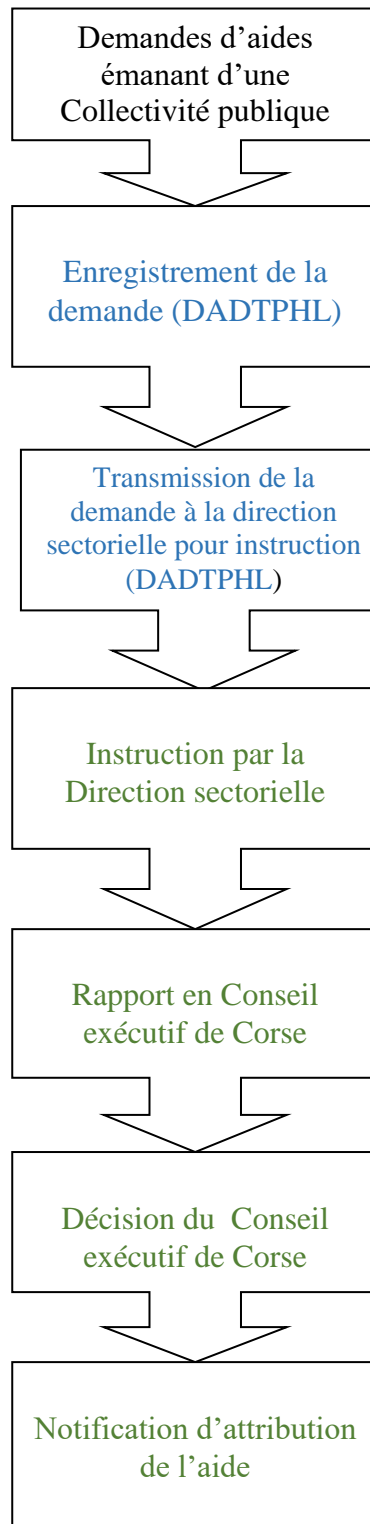 Demandes d’aides
émanant d’une
Collectivité publique
Enregistrement de la
demande (DADTPHL)
Transmission de la
demande à la direction
sectorielle pour instruction
(DADTPHL)
Instruction par la
Direction sectorielle
Rapport en Conseil
exécutif de Corse
Décision du  Conseil
exécutif de Corse
Notification d’attribution
de l’aide